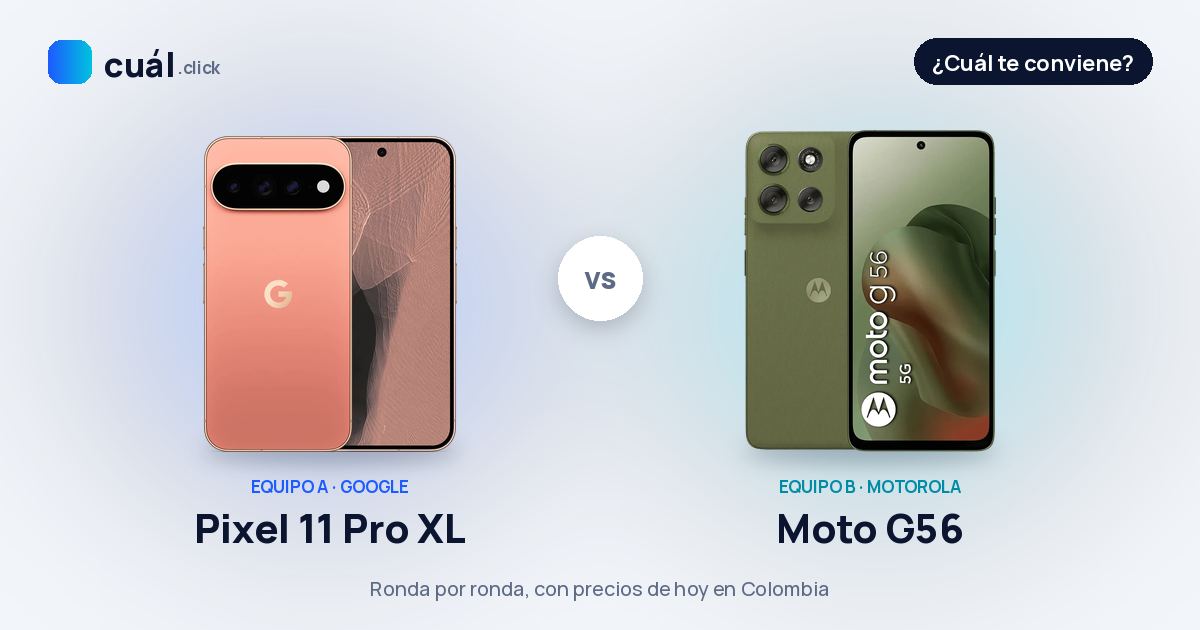 cuál.click
¿Cuál te conviene?
G
VS
moto g 56
5G
EQUIPO A · GOOGLE
EQUIPO B · MOTOROLA
Pixel 11 Pro XL
Moto G56
Ronda por ronda, con precios de hoy en Colombia